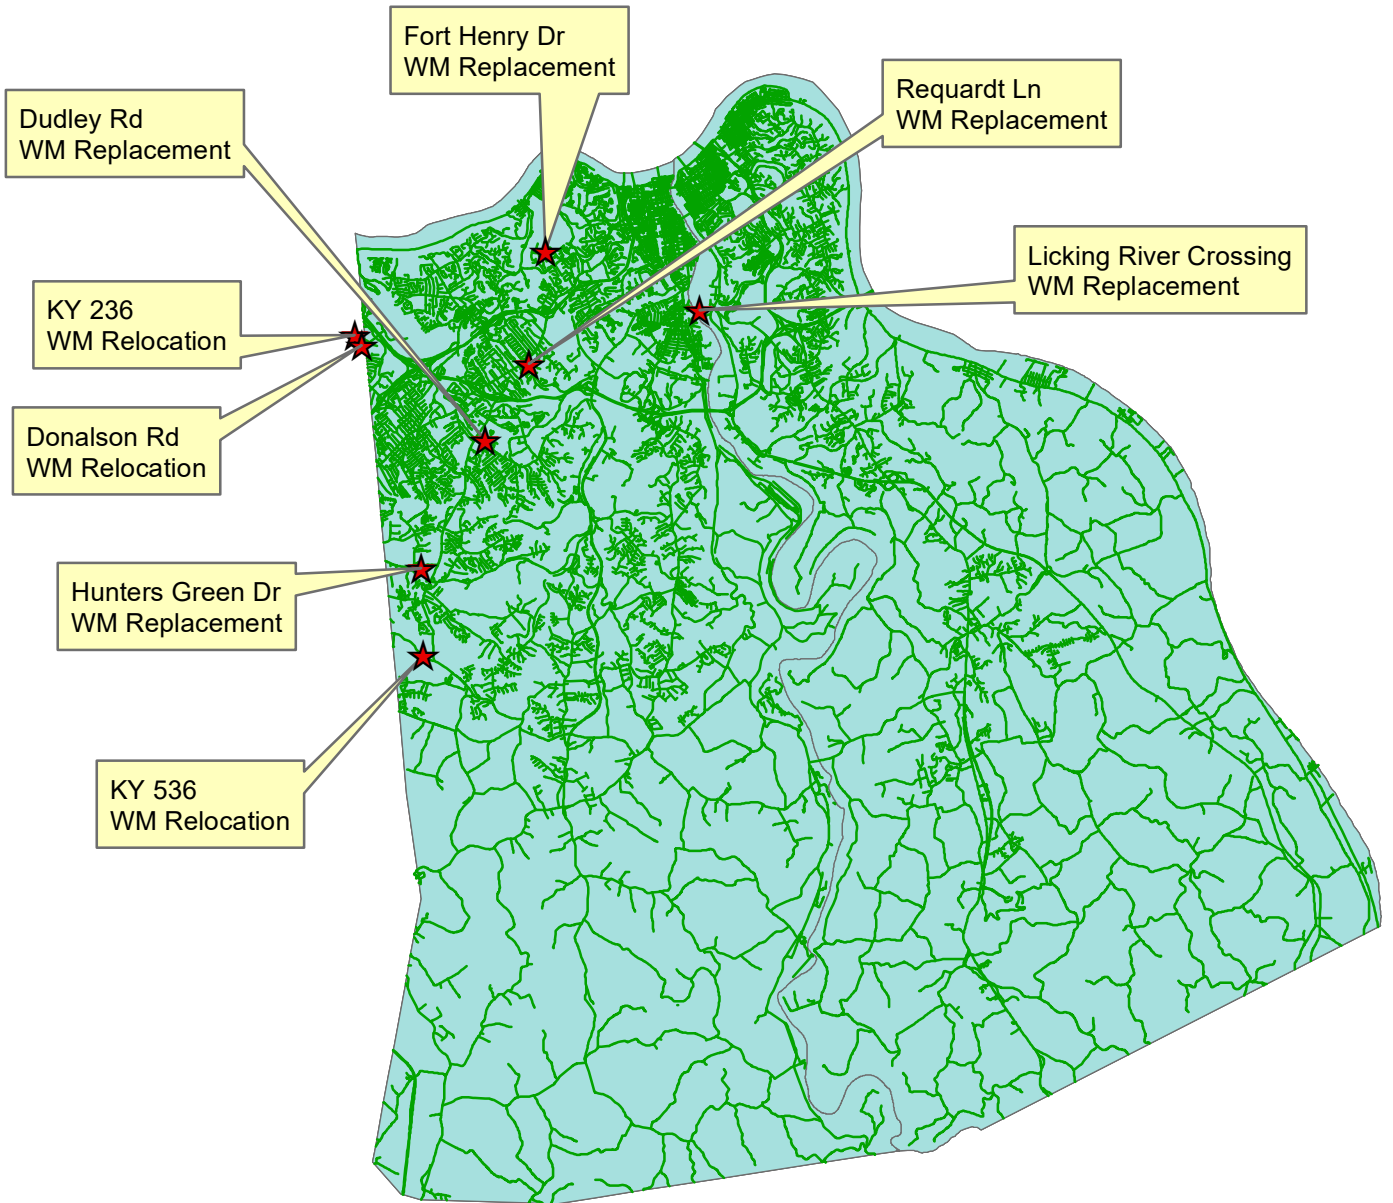 Fort Henry Dr
WM Replacement
Requardt Ln
WM Replacement
Dudley Rd
WM Replacement
Licking River Crossing
WM Replacement
KY 236
WM Relocation
Donalson Rd
WM Relocation
Hunters Green Dr
WM Replacement
KY 536
WM Relocation